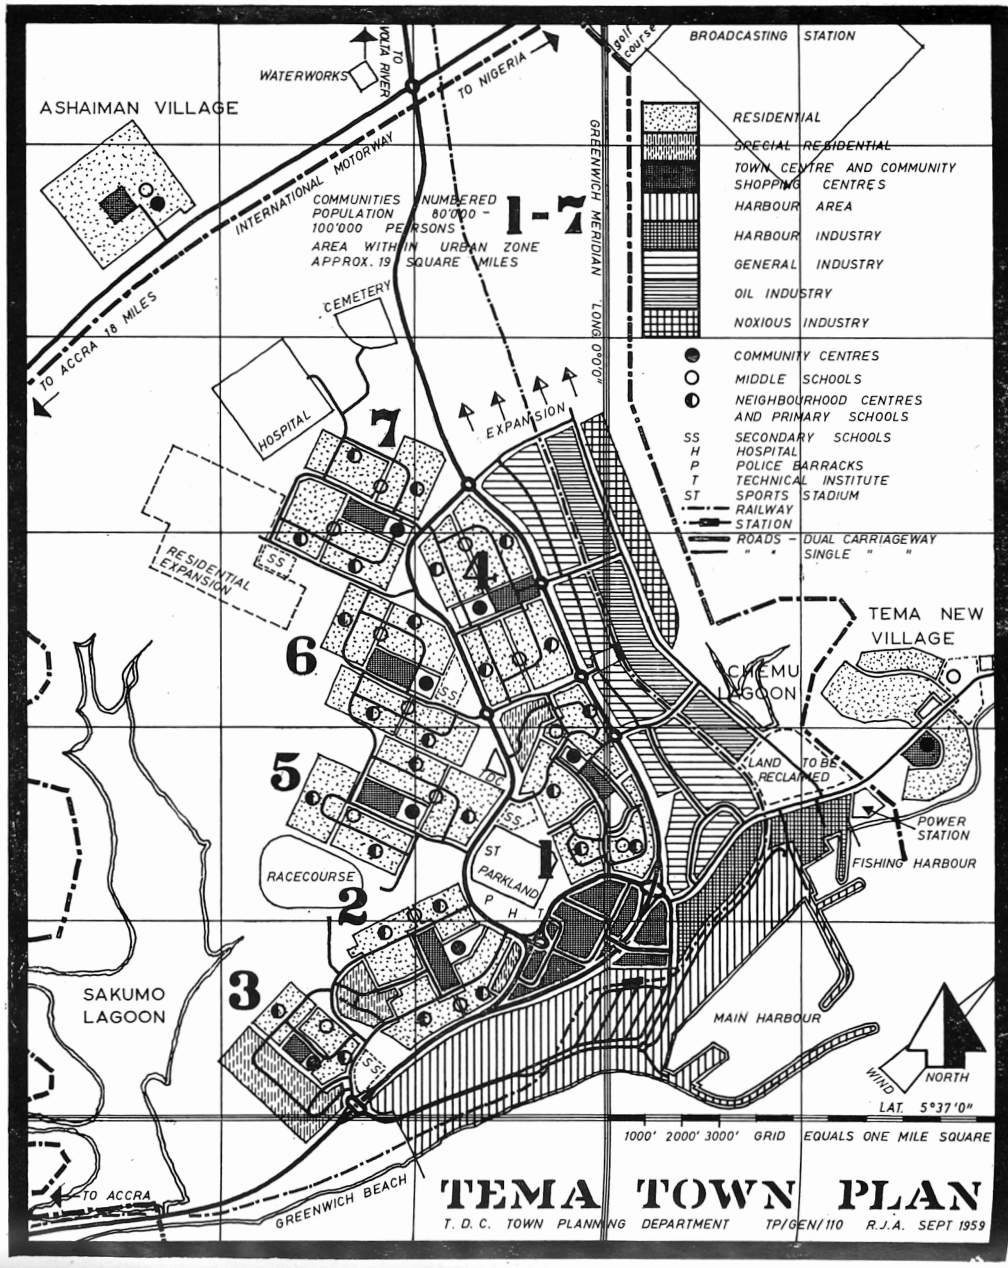 golf
course
BROADCASTING STATION
TO
VOLTA RIVER
WATERWORKS
TO NIGERIA
ASHAIMAN VILLAGE
INTERNATIONAL MOTORWAY
GREENWICH MERIDIAN LONG 0°0'0"
COMMUNITIES NUMBERED
1-7
POPULATION 80'000 -
100'000 PERSONS
AREA WITHIN URBAN ZONE
APPROX. 19 SQUARE MILES
RESIDENTIAL
SPECIAL RESIDENTIAL
TOWN CENTRE AND COMMUNITY
SHOPPING CENTRES
HARBOUR AREA
HARBOUR INDUSTRY
GENERAL INDUSTRY
OIL INDUSTRY
NOXIOUS INDUSTRY
COMMUNITY CENTRES
MIDDLE SCHOOLS
NEIGHBOURHOOD CENTRES
AND PRIMARY SCHOOLS
SS SECONDARY SCHOOLS
H HOSPITAL
P POLICE BARRACKS
T TECHNICAL INSTITUTE
ST SPORTS STADIUM
RAILWAY
STATION
ROADS - DUAL CARRIAGEWAY
" " SINGLE " "
CEMETERY
TO ACCRA 18 MILES
HOSPITAL
EXPANSION
7
RESIDENTIAL
EXPANSION
SS
4
6
SS
TEMA NEW
VILLAGE
CHEMU
LAGOON
5
DC
SS
LAND TO BE
RECLAIMED
POWER
STATION
FISHING HARBOUR
RACECOURSE
ST
PARKLAND
1
P H T
2
3
SS
SAKUMO
LAGOON
MAIN HARBOUR
WIND
NORTH
LAT. 5°37'0"
1000' 2000' 3000' GRID EQUALS ONE MILE SQUARE
TO ACCRA
GREENWICH BEACH
TEMA TOWN PLAN
T. D. C. TOWN PLANNING DEPARTMENT TP/GEN/110 R.J.A. SEPT 1959